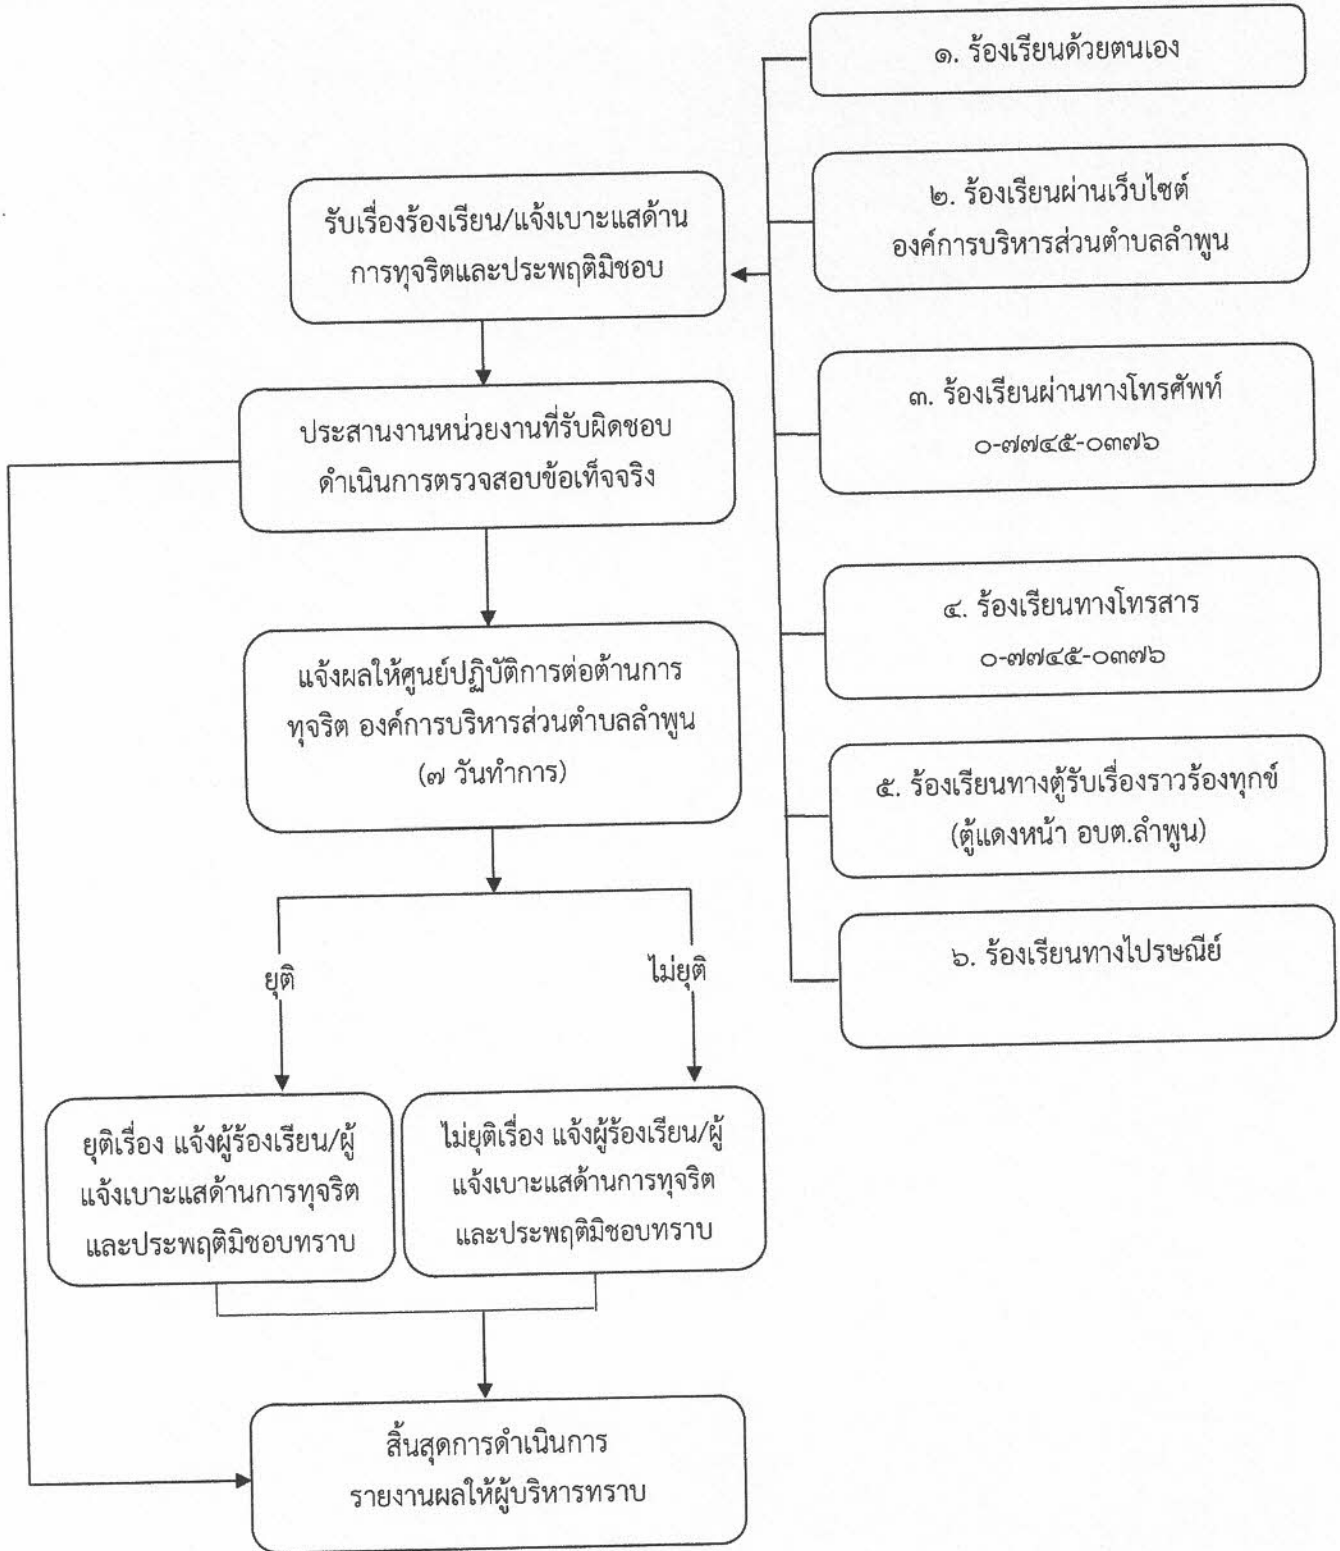 ๑. ร้องเรียนด้วยตนเอง
๒. ร้องเรียนผ่านเว็บไซต์
องค์การบริหารส่วนตำบลลำพูน
รับเรื่องร้องเรียน/แจ้งเบาะแสด้าน
การทุจริตและประพฤติมิชอบ
๓. ร้องเรียนผ่านทางโทรศัพท์
๐-๗๗๔๕-๐๓๗๖
ประสานงานหน่วยงานที่รับผิดชอบ
ดำเนินการตรวจสอบข้อเท็จจริง
๔. ร้องเรียนทางโทรสาร
๐-๗๗๔๕-๐๓๗๖
แจ้งผลให้ศูนย์ปฏิบัติการต่อต้านการ
ทุจริต องค์การบริหารส่วนตำบลลำพูน
(๗ วันทำการ)
๕. ร้องเรียนทางตู้รับเรื่องราวร้องทุกข์
(ตู้แดงหน้า อบต.ลำพูน)
๖. ร้องเรียนทางไปรษณีย์
ยุติ
ไม่ยุติ
ยุติเรื่อง แจ้งผู้ร้องเรียน/ผู้
แจ้งเบาะแสด้านการทุจริต
และประพฤติมิชอบทราบ
ไม่ยุติเรื่อง แจ้งผู้ร้องเรียน/ผู้
แจ้งเบาะแสด้านการทุจริต
และประพฤติมิชอบทราบ
สิ้นสุดการดำเนินการ
รายงานผลให้ผู้บริหารทราบ